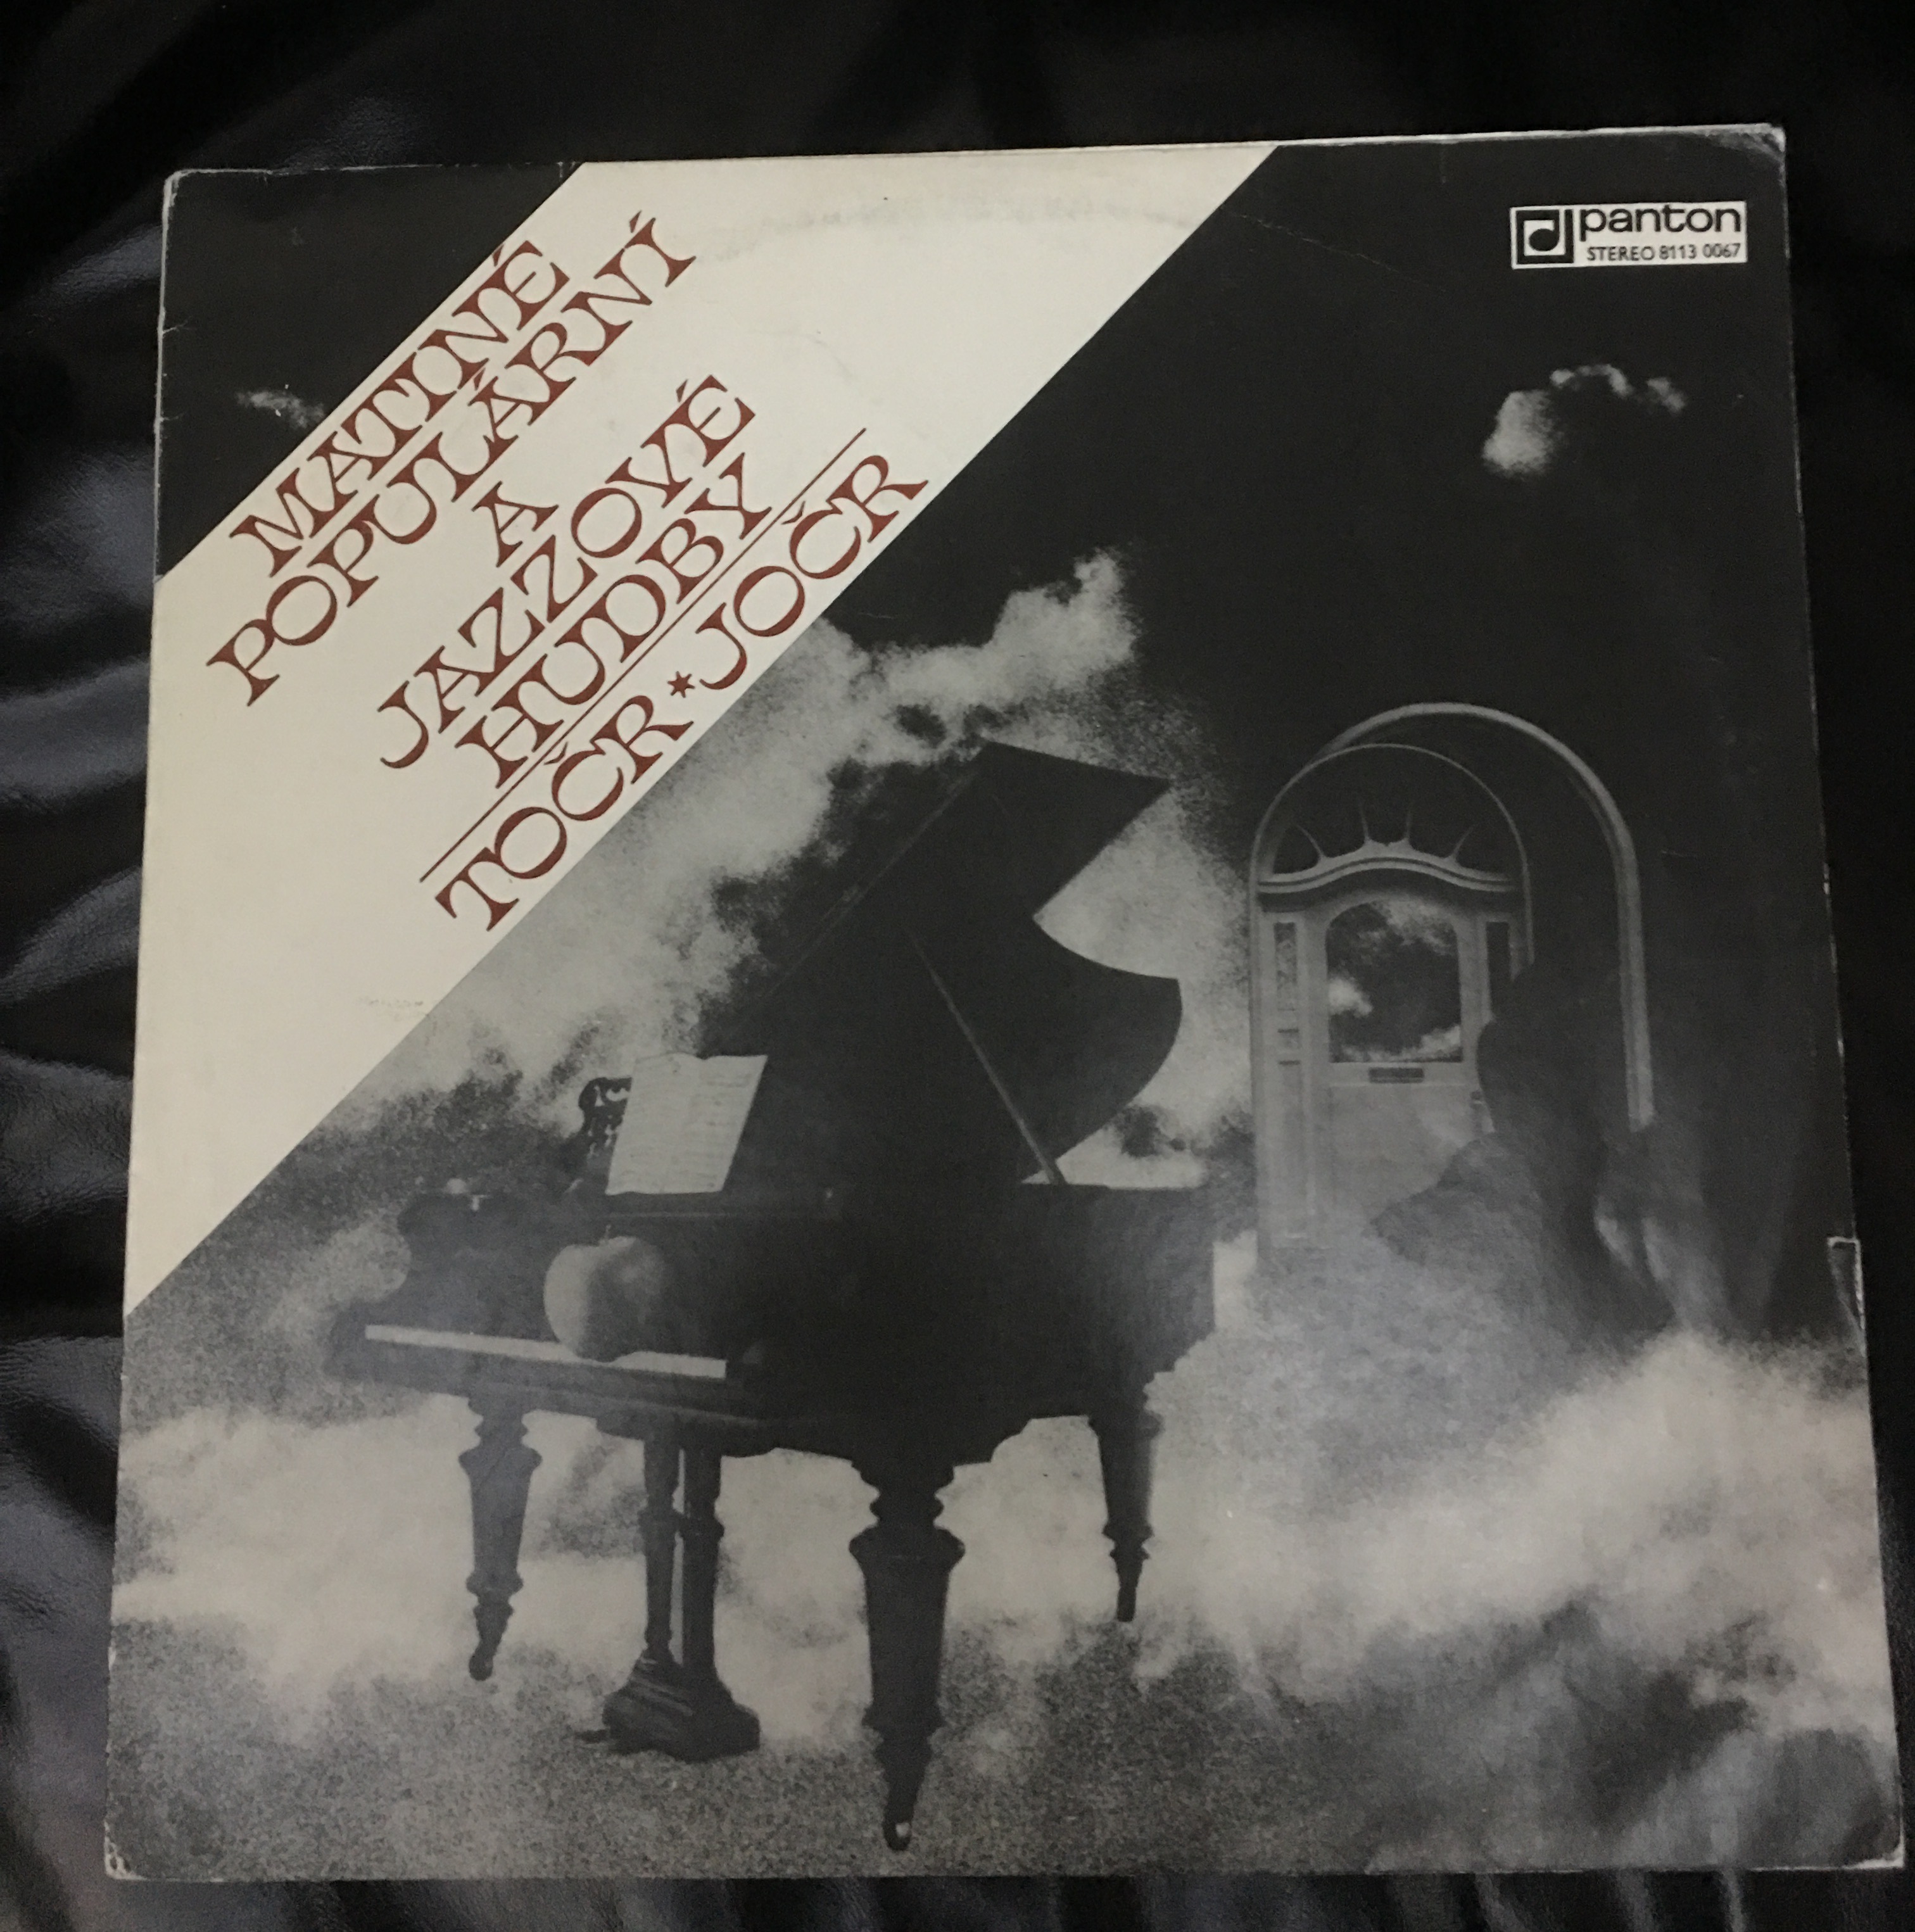 MATINÉ
POPULÁRNÍ
A
JAZZOVÉ
HUDBY
TOČR * JOČR
panton
STEREO 8113 0067